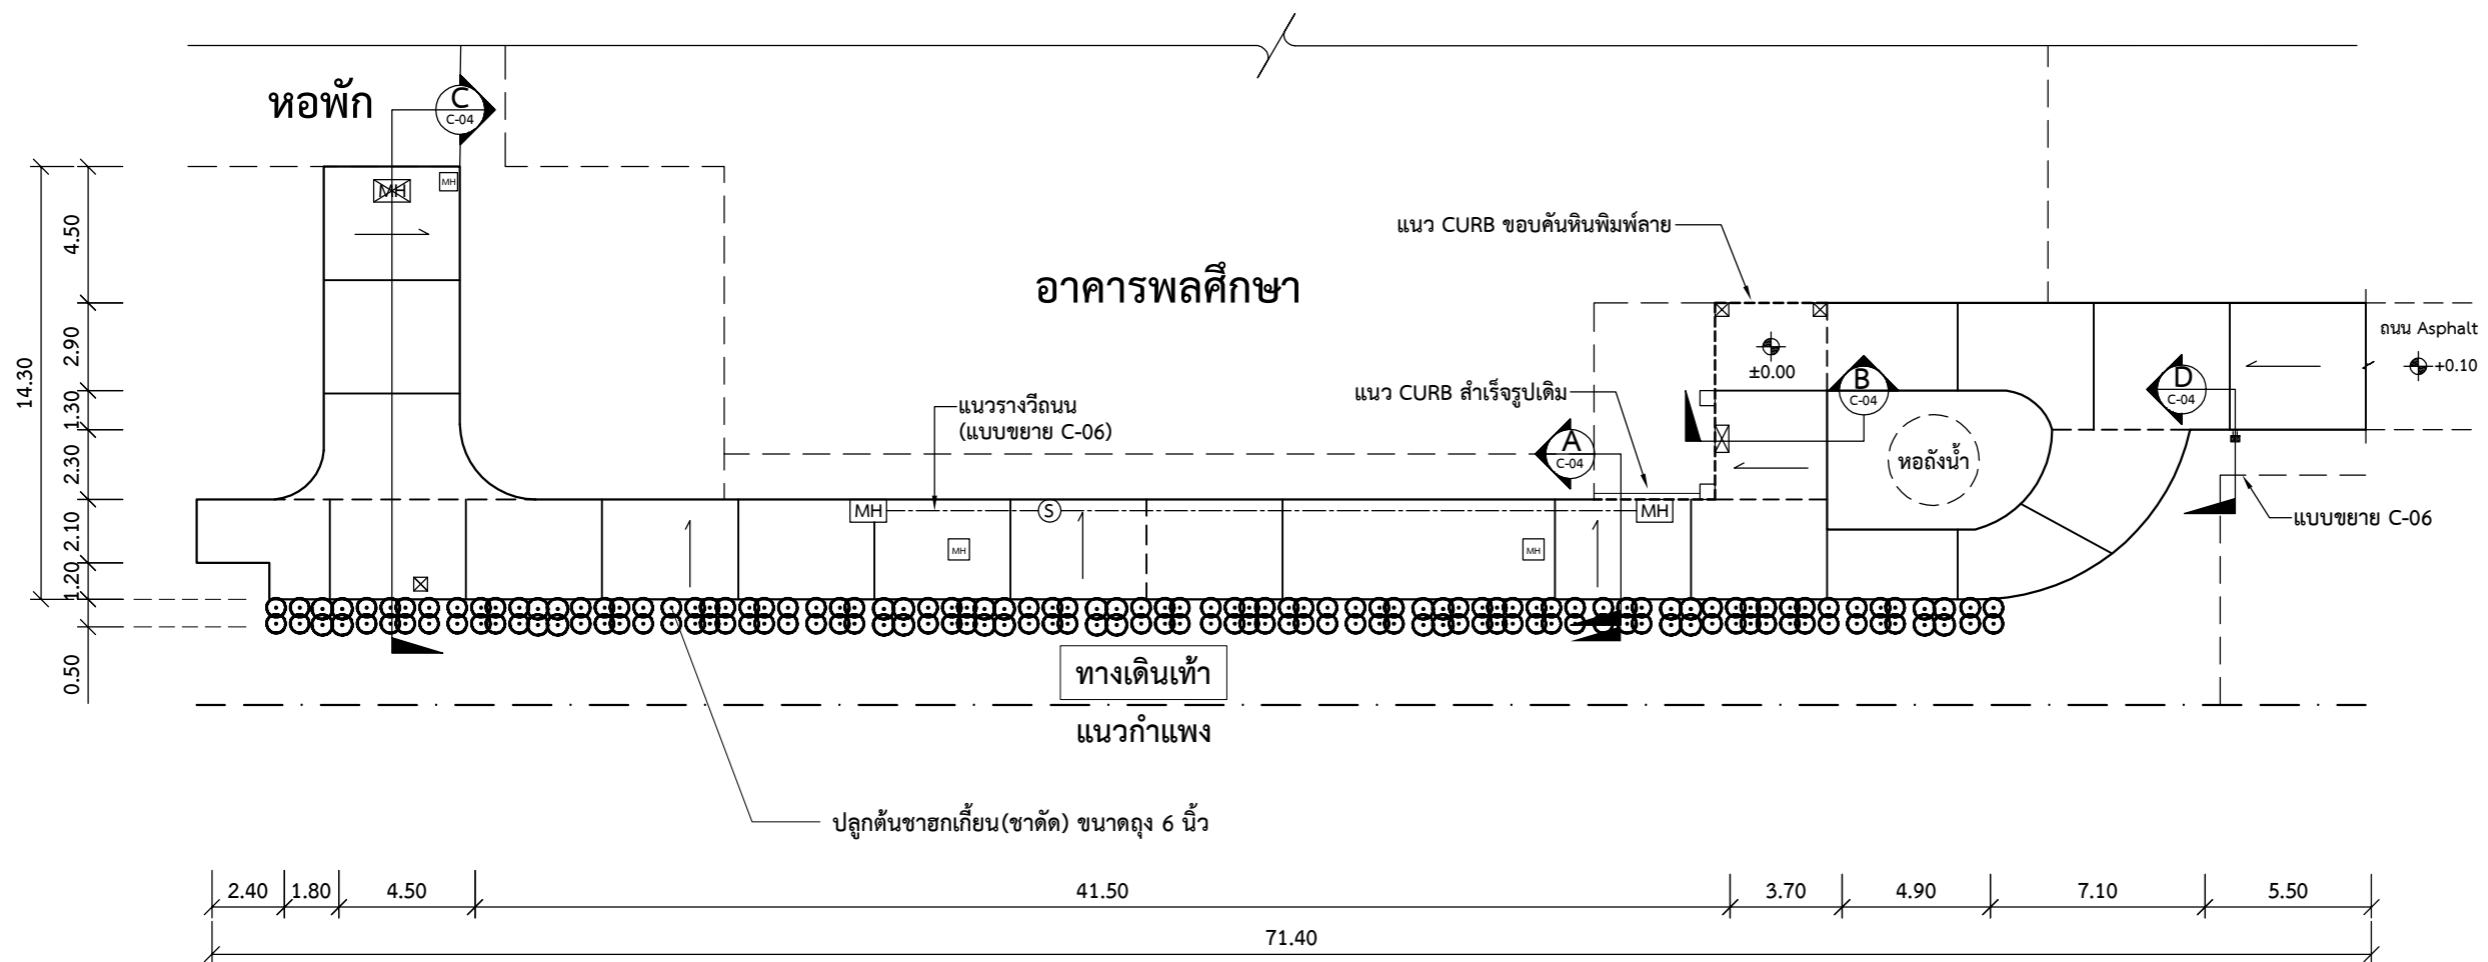 หอพัก
C
C-04
MH
MH
แนว CURB ขอบคันหินพิมพ์ลาย
อาคารพลศึกษา
ถนน Asphalt
±0.00
+0.10
แนว CURB สำเร็จรูปเดิม
B
C-04
D
C-04
แนวรางวีถนน
(แบบขยาย C-06)
A
C-04
หอถังน้ำ
MH
S
MH
แบบขยาย C-06
MH
MH
14.30
4.50
2.90
1.30
2.30
2.10
1.20
0.50
ทางเดินเท้า
แนวกำแพง
ปลูกต้นชาฮกเกี้ยน(ชาดัด) ขนาดถุง 6 นิ้ว
2.40 1.80 4.50 41.50 3.70 4.90 7.10 5.50
71.40